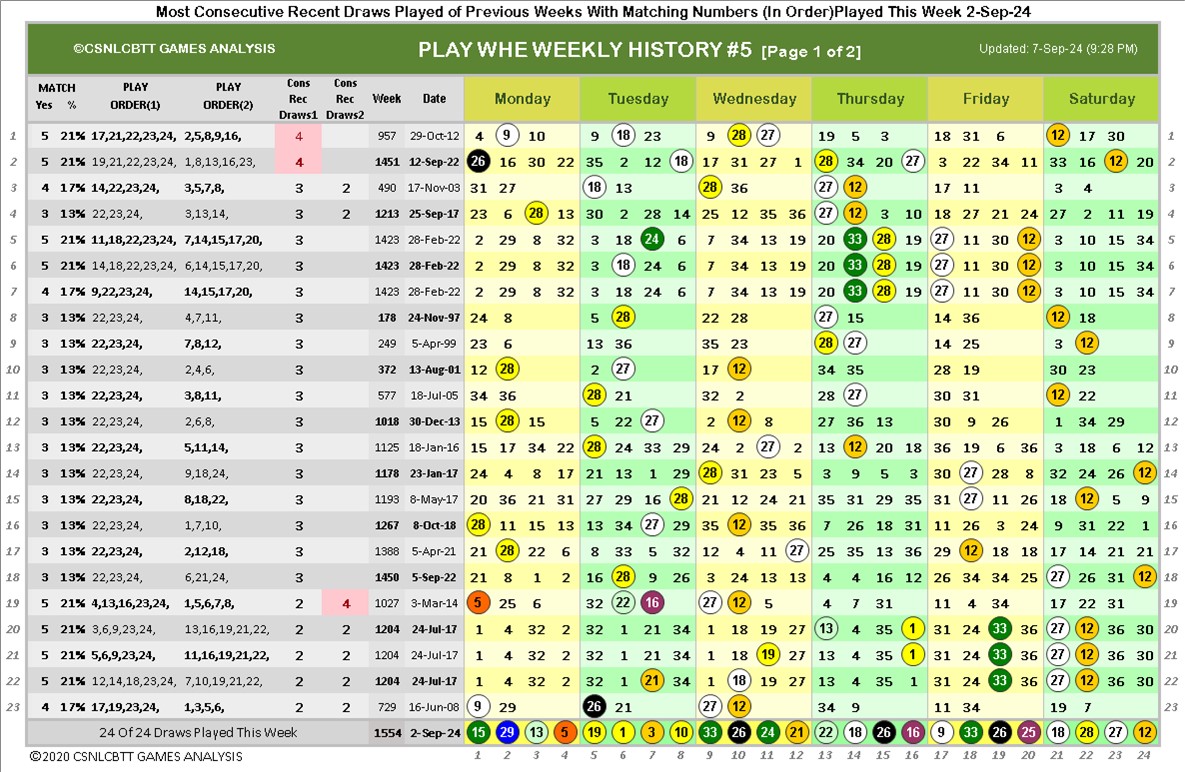 Most Consecutive Recent Draws Played of Previous Weeks With Matching Numbers (In Order)Played This Week 2-Sep-24
©CSNLCBTT GAMES ANALYSIS PLAY WHE WEEKLY HISTORY #5 [Page 1 of 2] Updated: 7-Sep-24 (9:28 PM)
MATCH Yes % PLAY ORDER(1) PLAY ORDER(2) Cons Rec Draws1 Cons Rec Draws2 Week Date Monday Tuesday Wednesday Thursday Friday Saturday
1 5 21% 17,21,22,23,24, 2,5,8,9,16, 4 957 29-Oct-12 4 9 10 9 18 23 9 28 27 19 5 3 18 31 6 12 17 30 1
2 5 21% 19,21,22,23,24, 1,8,13,16,23, 4 1451 12-Sep-22 26 16 30 22 35 2 12 18 17 31 27 1 28 34 20 27 3 22 34 11 33 16 12 20 2
3 4 17% 14,22,23,24, 3,5,7,8, 3 2 490 17-Nov-03 31 27 18 13 28 36 27 12 17 11 3 4 3
4 3 13% 22,23,24, 3,13,14, 3 2 1213 25-Sep-17 23 6 28 13 30 2 28 14 25 12 35 36 27 12 3 10 18 27 21 24 27 2 11 19 4
5 5 21% 11,18,22,23,24, 7,14,15,17,20, 3 1423 28-Feb-22 2 29 8 32 3 18 24 6 7 34 13 19 20 33 28 19 27 11 30 12 3 10 15 34 5
6 5 21% 14,18,22,23,24, 6,14,15,17,20, 3 1423 28-Feb-22 2 29 8 32 3 18 24 6 7 34 13 19 20 33 28 19 27 11 30 12 3 10 15 34 6
7 4 17% 9,22,23,24, 14,15,17,20, 3 1423 28-Feb-22 2 29 8 32 3 18 24 6 7 34 13 19 20 33 28 19 27 11 30 12 3 10 15 34 7
8 3 13% 22,23,24, 4,7,11, 3 178 24-Nov-97 24 8 5 28 22 28 27 15 14 36 12 18 8
9 3 13% 22,23,24, 7,8,12, 3 249 5-Apr-99 23 6 13 36 35 23 28 27 14 25 3 12 9
10 3 13% 22,23,24, 2,4,6, 3 372 13-Aug-01 12 28 2 27 17 12 34 35 28 19 30 23 10
11 3 13% 22,23,24, 3,8,11, 3 577 18-Jul-05 34 36 28 21 32 2 28 27 30 31 12 22 11
12 3 13% 22,23,24, 2,6,8, 3 1018 30-Dec-13 15 28 15 5 22 27 2 12 8 27 36 13 30 9 26 1 34 29 12
13 3 13% 22,23,24, 5,11,14, 3 1125 18-Jan-16 15 17 34 22 28 24 33 29 24 2 27 2 13 12 20 18 36 19 6 36 3 18 6 12 13
14 3 13% 22,23,24, 9,18,24, 3 1178 23-Jan-17 24 4 8 17 21 13 1 29 28 31 23 5 3 9 5 3 30 27 28 8 32 24 26 12 14
15 3 13% 22,23,24, 8,18,22, 3 1193 8-May-17 20 36 21 31 27 29 16 28 11 12 24 21 35 31 29 35 31 27 11 26 18 12 5 9 15
16 3 13% 22,23,24, 1,7,10, 3 1267 8-Oct-18 28 11 15 13 13 34 27 29 35 12 35 36 7 26 18 31 11 26 3 24 9 31 22 1 16
17 3 13% 22,23,24, 2,12,18, 3 1388 5-Apr-21 21 28 22 6 8 33 5 32 12 4 11 27 25 35 13 36 29 12 18 18 17 14 21 21 17
18 3 13% 22,23,24, 6,21,24, 3 1450 5-Sep-22 21 8 1 2 16 28 9 26 3 24 13 13 4 4 16 12 26 34 34 25 27 26 31 12 18
19 5 21% 4,13,16,23,24, 1,5,6,7,8, 2 4 1027 3-Mar-14 5 25 6 32 22 16 27 12 5 4 7 31 11 4 34 17 22 31 19
20 5 21% 3,6,9,23,24, 13,16,19,21,22, 2 2 1204 24-Jul-17 1 4 32 2 32 1 21 34 1 18 19 27 13 4 35 1 31 24 33 36 27 12 36 30 20
21 5 21% 5,6,9,23,24, 11,16,19,21,22, 2 2 1204 24-Jul-17 1 4 32 2 32 1 21 34 1 18 19 27 13 4 35 1 31 24 33 36 27 12 36 30 21
22 5 21% 12,14,18,23,24, 7,10,19,21,22, 2 2 1204 24-Jul-17 1 4 32 2 32 1 21 34 1 18 19 27 13 4 35 1 31 24 33 36 27 12 36 30 22
23 4 17% 17,19,23,24, 1,3,5,6, 2 2 729 16-Jun-08 9 29 26 21 27 12 34 9 11 34 19 7 23
24 Of 24 Draws Played This Week 1554 2-Sep-24 15 29 13 5 19 1 3 10 33 26 24 21 22 18 26 16 9 33 26 25 18 28 27 12
©2020 CSNLCBTT GAMES ANALYSIS 1 2 3 4 5 6 7 8 9 10 11 12 13 14 15 16 17 18 19 20 21 22 23 24